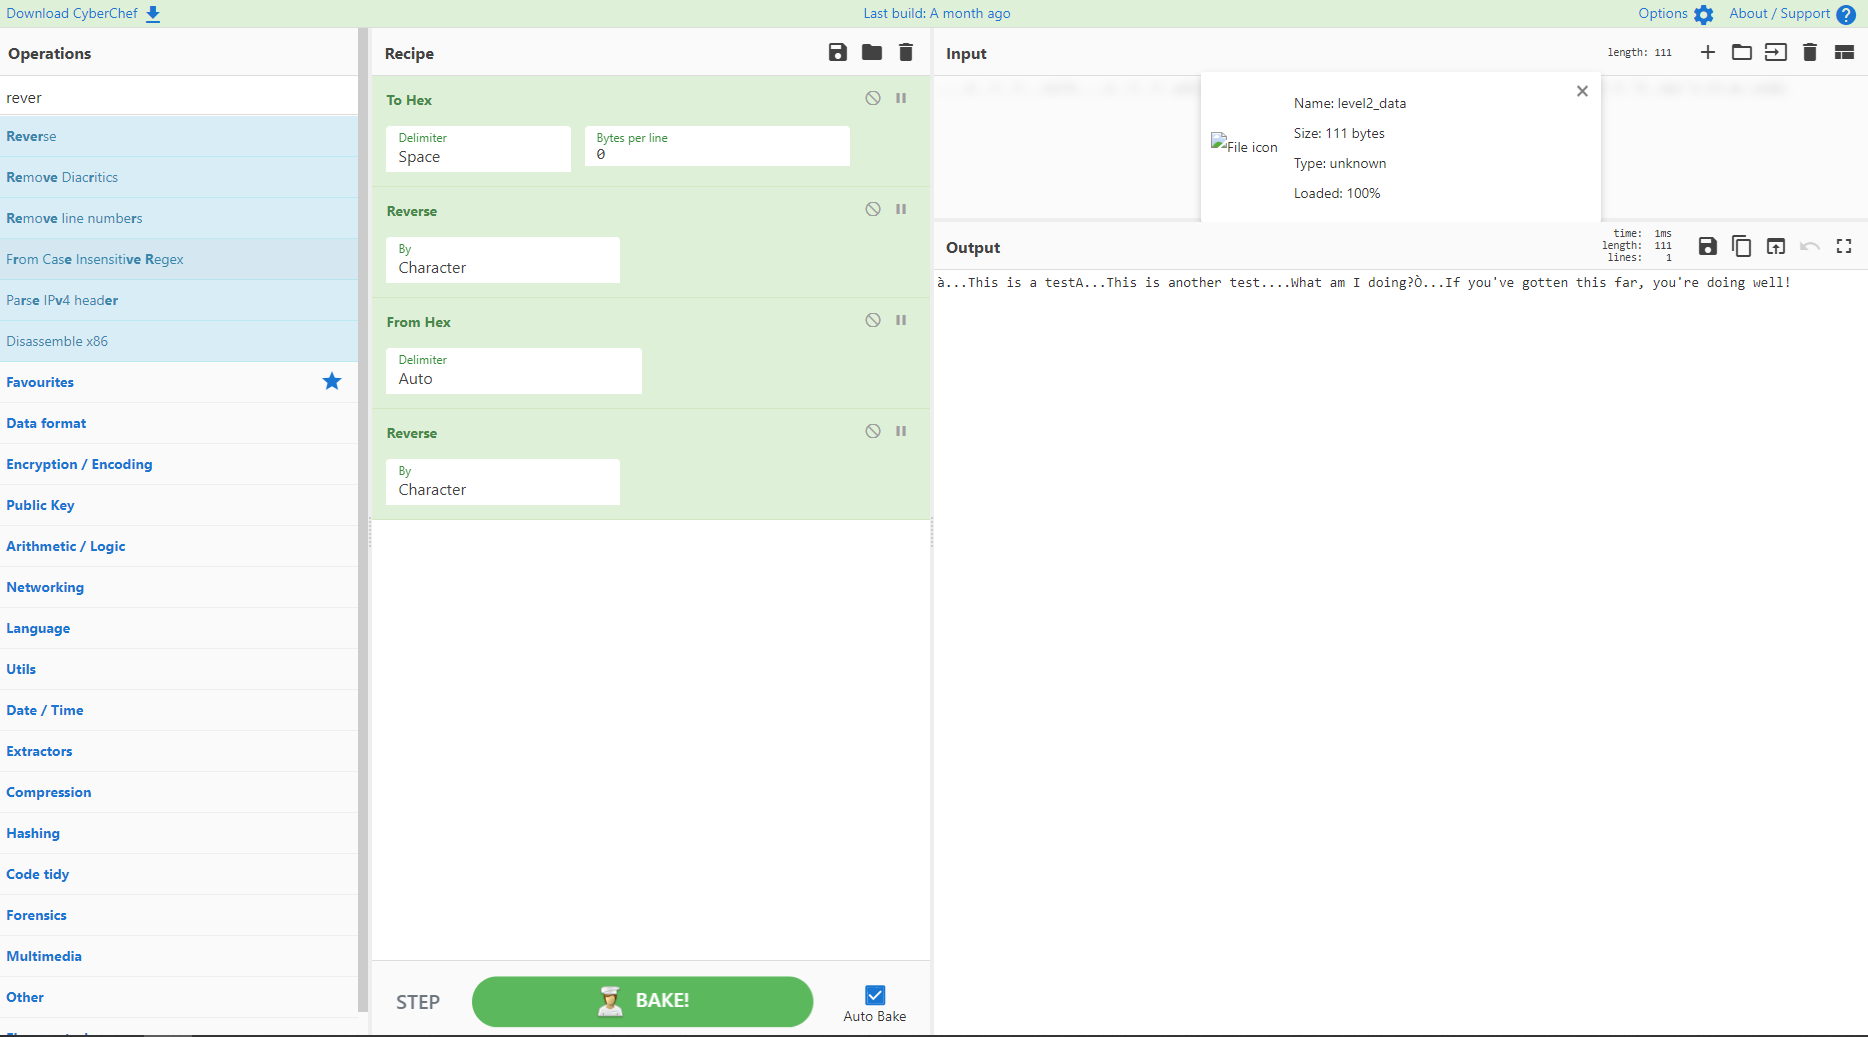 Download CyberChef
Last build: A month ago
Options
About / Support
Operations
rever
Reverse
Remove Diacritics
Remove line numbers
From Case Insensitive Regex
Parse IPv4 header
Disassemble x86
Favourites
Data format
Encryption / Encoding
Public Key
Arithmetic / Logic
Networking
Language
Utils
Date / Time
Extractors
Compression
Hashing
Code tidy
Forensics
Multimedia
Other
Recipe
To Hex
Delimiter
Space
Bytes per line
0
Reverse
By
Character
From Hex
Delimiter
Auto
Reverse
By
Character
STEP
BAKE!
Auto Bake
Input
length: 111
File icon
Name: level2_data
Size: 111 bytes
Type: unknown
Loaded: 100%
Output
time: 1ms
length: 111
lines: 1
à...This is a testA...This is another test....What am I doing?Ò...If you've gotten this far, you're doing well!